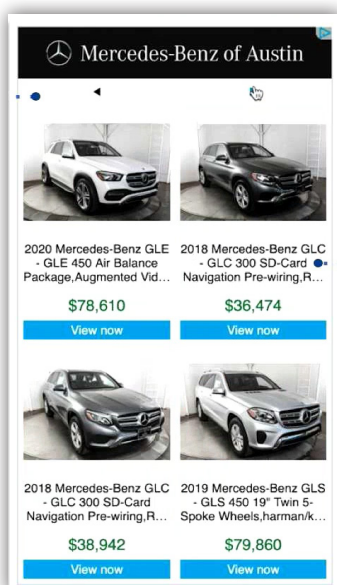 Mercedes-Benz of Austin
2020 Mercedes-Benz GLE
- GLE 450 Air Balance
Package,Augmented Vid...
$78,610
View now
2018 Mercedes-Benz GLC
- GLC 300 SD-Card
Navigation Pre-wiring,R...
$36,474
View now
2018 Mercedes-Benz GLC
- GLC 300 SD-Card
Navigation Pre-wiring,R...
$38,942
View now
2019 Mercedes-Benz GLS
- GLS 450 19" Twin 5-
Spoke Wheels,harman/k...
$79,860
View now